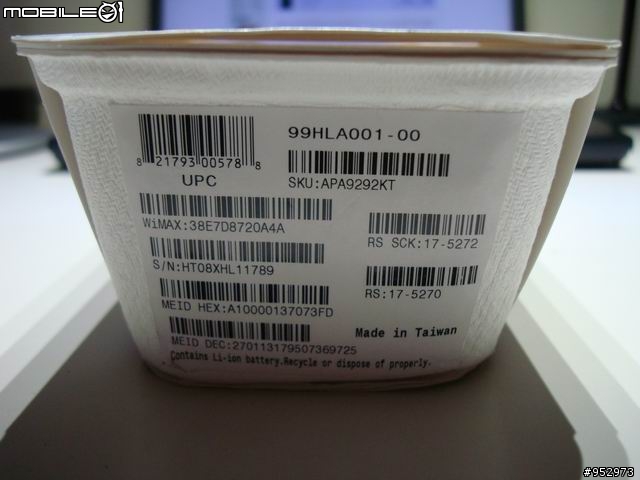 MOBILE01
99HLA001-00
8 21793 00578 8
UPC
SKU:APA9292KT
WiMAX:38E7D8720A4A
RS SCK:17-5272
S/N:HT08XHL11789
RS:17-5270
MEID HEX:A10000137073FD
Made in Taiwan
MEID DEC:270113179507369725
Contains Li-ion battery.Recycle or dispose of properly.
#952973